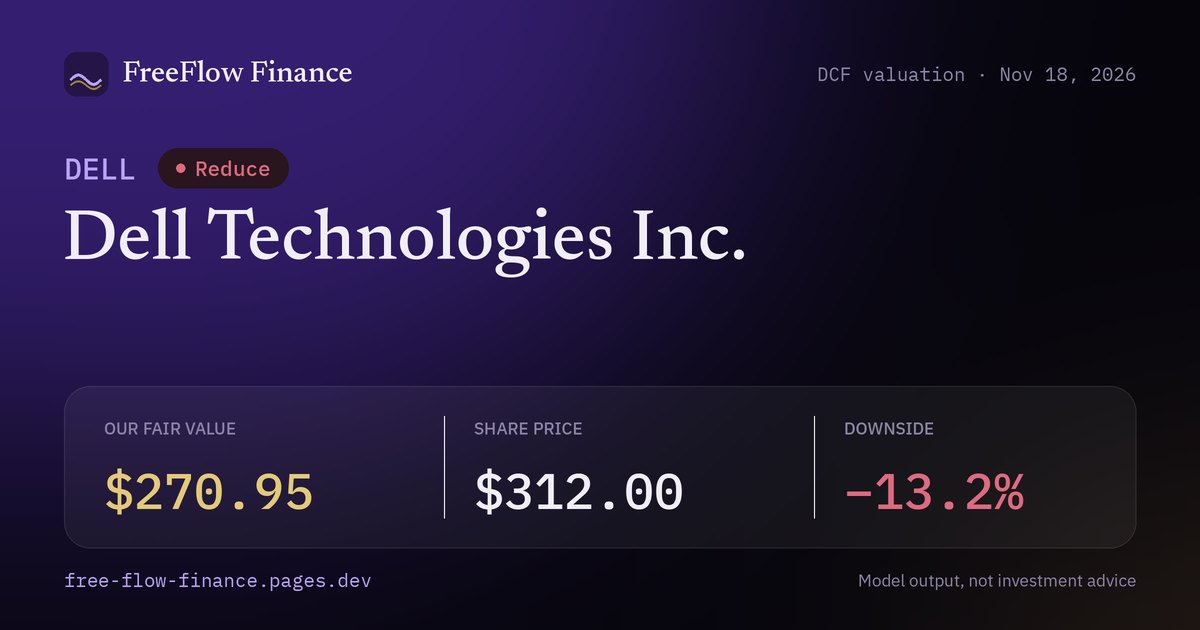 FreeFlow Finance
DCF valuation · Nov 18, 2026
DELL
Reduce
Dell Technologies Inc.
OUR FAIR VALUE
$270.95
SHARE PRICE
$312.00
DOWNSIDE
−13.2%
free-flow-finance.pages.dev
Model output, not investment advice